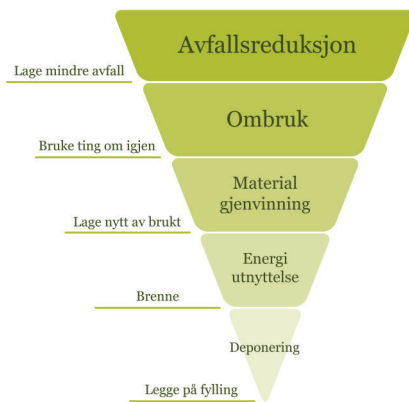 Avfallsreduksjon
Lage mindre avfall
Ombruk
Bruke ting om igjen
Material
gjenvinning
Lage nytt av brukt
Energi
utnyttelse
Brenne
Deponering
Legge på fylling